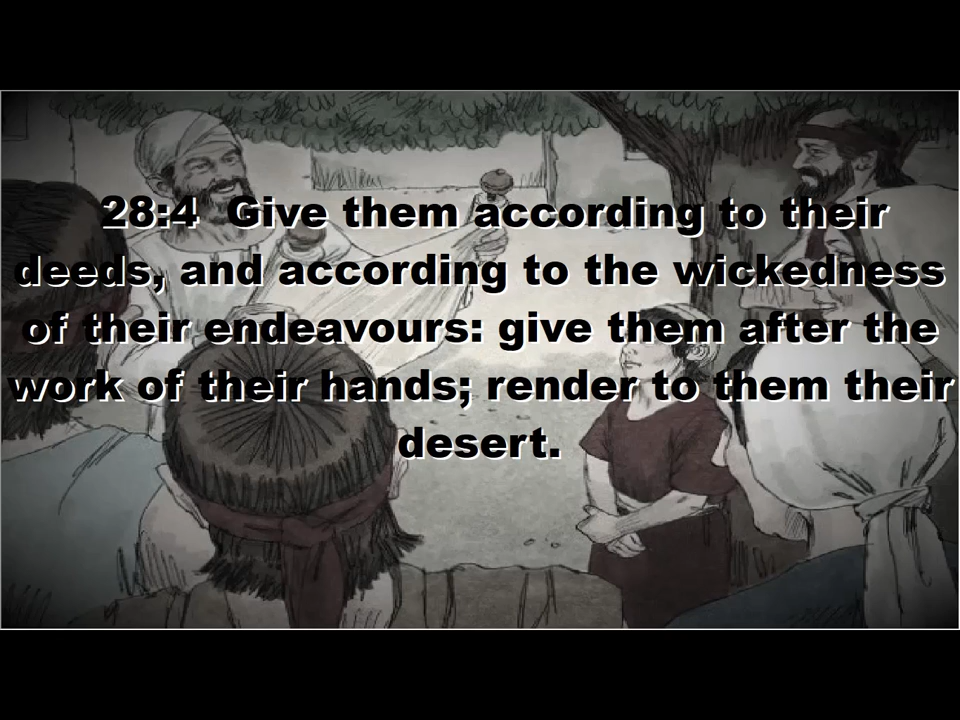 28:4 Give them according to their
deeds, and according to the wickedness
of their endeavours: give them after the
work of their hands; render to them their
desert.